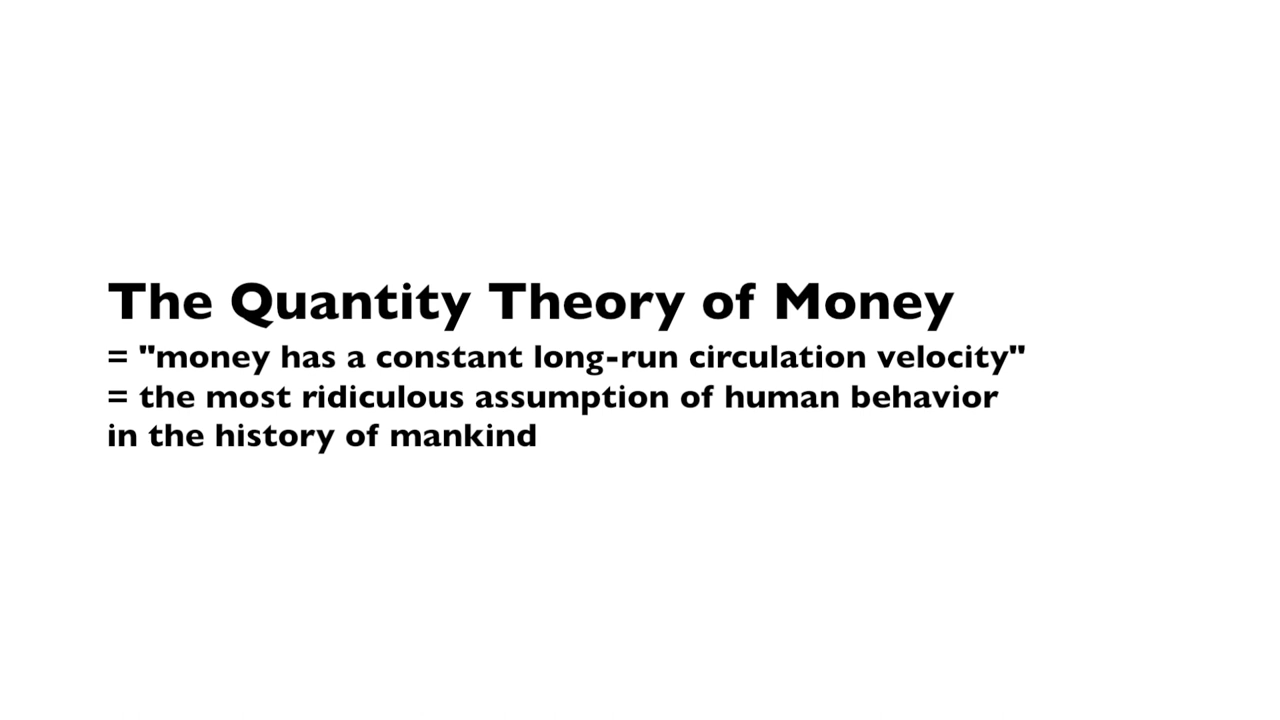 The Quantity Theory of Money
= "money has a constant long-run circulation velocity"
= the most ridiculous assumption of human behavior
in the history of mankind